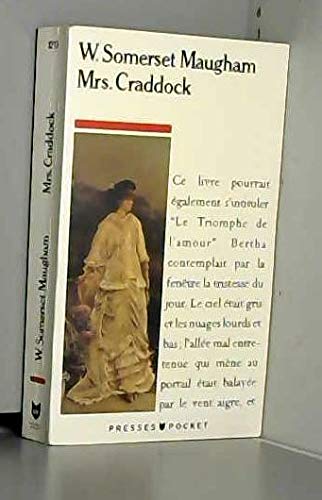 W. Somerset Maugham
Mrs. Craddock
Ce livre pourrait
également s'intituler
"Le Triomphe de
l'amour" Bertha
contemplait par la
fenêtre la tristesse du
jour. Le ciel était gris
et les nuages lourds et
bas; l'allée mal entre-
tenue qui mène au
portail était balayée
par le vent aigre, et
PRESSES POCKET
W. Somerset Maugham
Mrs. Craddock